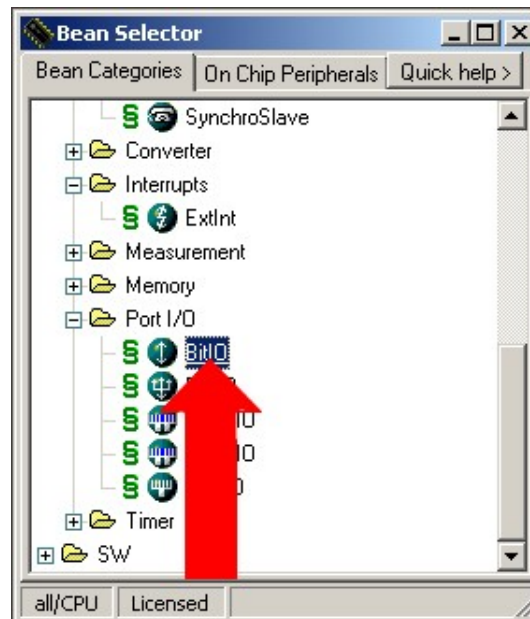 Bean Selector
Bean Categories On Chip Peripherals Quick help >
SynchroSlave
Converter
Interrupts
ExtInt
Measurement
Memory
Port I/O
BitIO
Timer
SW
all/CPU Licensed